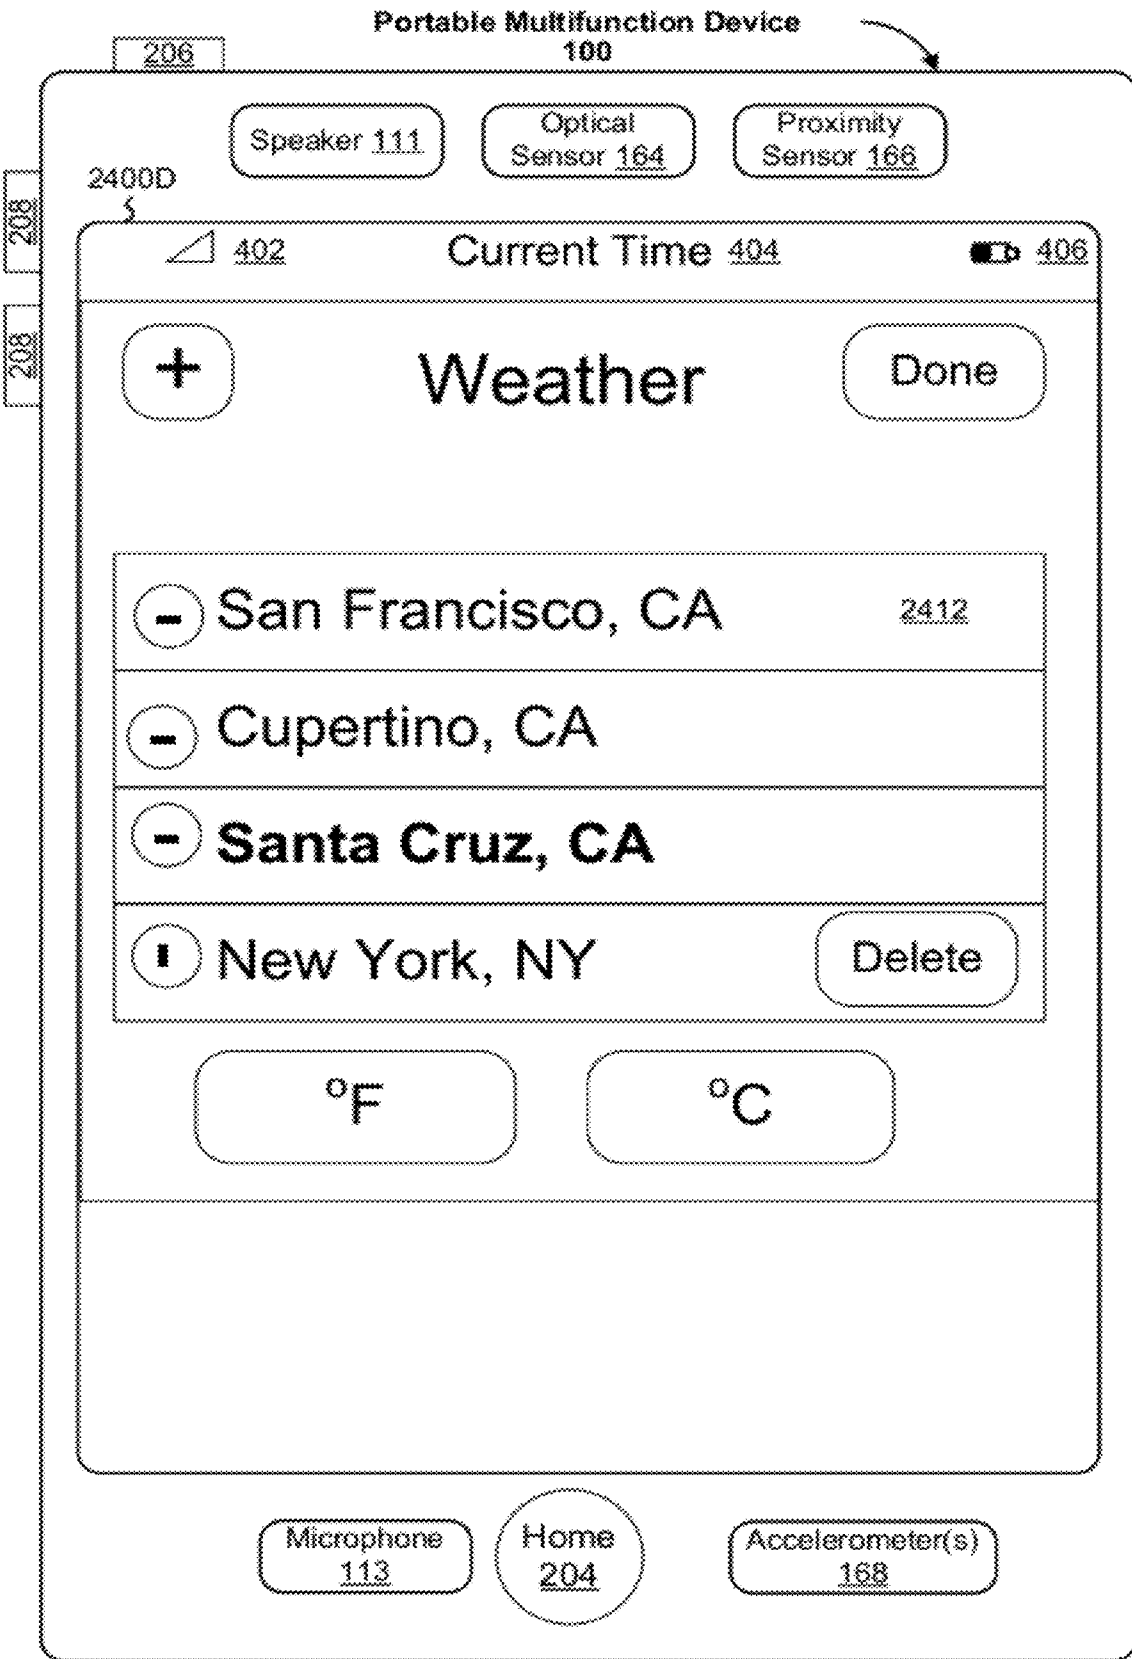 Portable Multifunction Device
100
206
Speaker 111
Optical
Sensor 164
Proximity
Sensor 166
2400D
208
208
402
Current Time 404
406
+
Weather
Done
- San Francisco, CA
2412
- Cupertino, CA
- Santa Cruz, CA
New York, NY
Delete
°F
°C
Microphone
113
Home
204
Accelerometer(s)
168